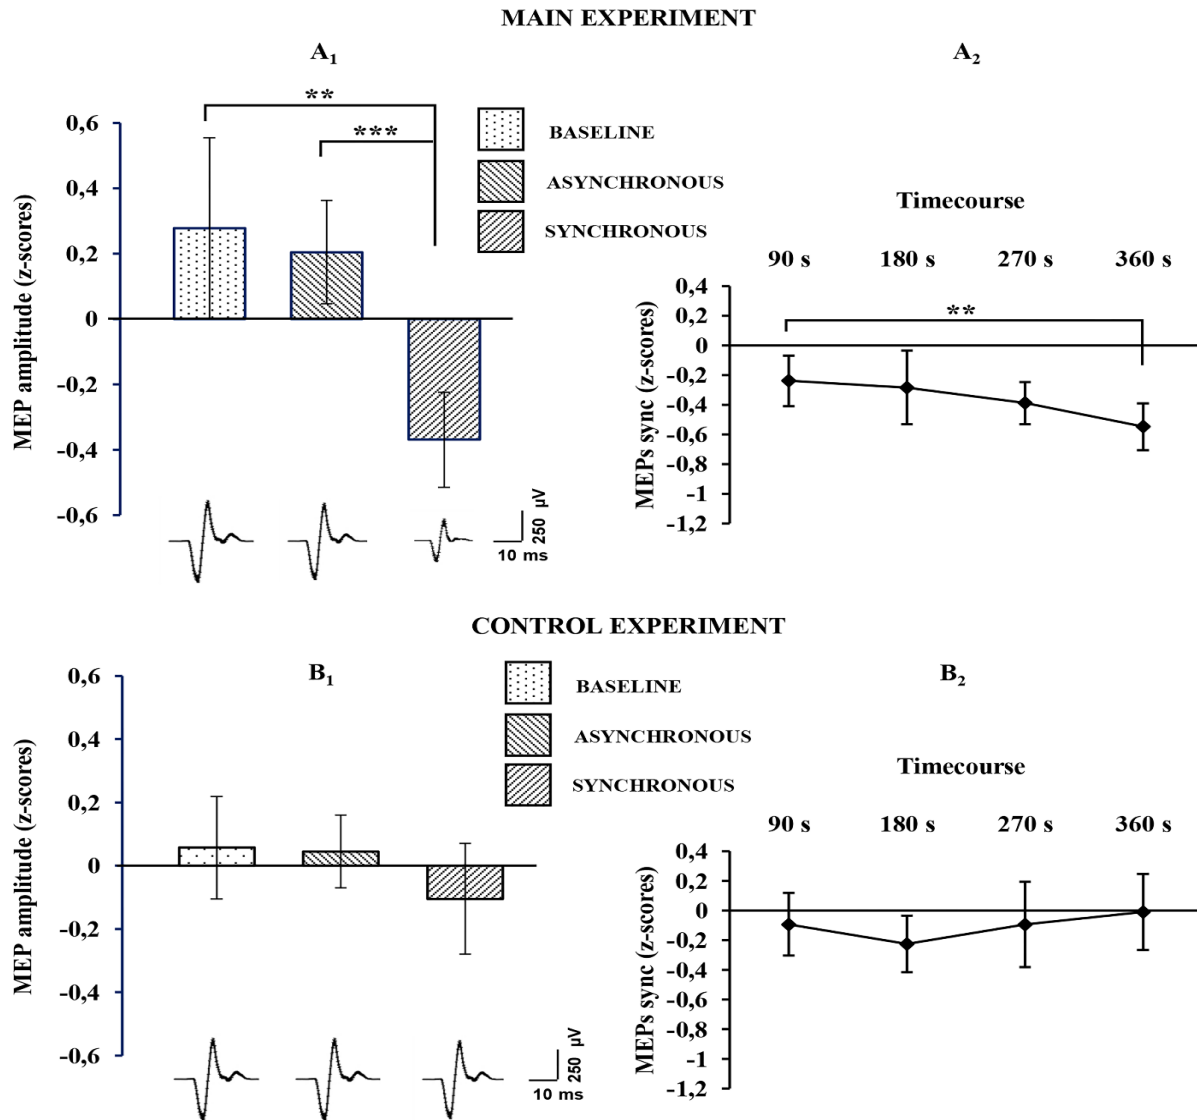 MAIN EXPERIMENT
A₁
A₂
**
***
BASELINE
ASYNCHRONOUS
SYNCHRONOUS
MEP amplitude (z-scores)
0,6
0,4
0,2
0
-0,2
-0,4
-0,6
250 µV
10 ms
Timecourse
90 s 180 s 270 s 360 s
MEPs sync (z-scores)
0,4
0,2
0
-0,2
-0,4
-0,6
-0,8
-1
-1,2
**
CONTROL EXPERIMENT
B₁
B₂
BASELINE
ASYNCHRONOUS
SYNCHRONOUS
MEP amplitude (z-scores)
0,6
0,4
0,2
0
-0,2
-0,4
-0,6
250 µV
10 ms
Timecourse
90 s 180 s 270 s 360 s
MEPs sync (z-scores)
0,4
0,2
0
-0,2
-0,4
-0,6
-0,8
-1
-1,2